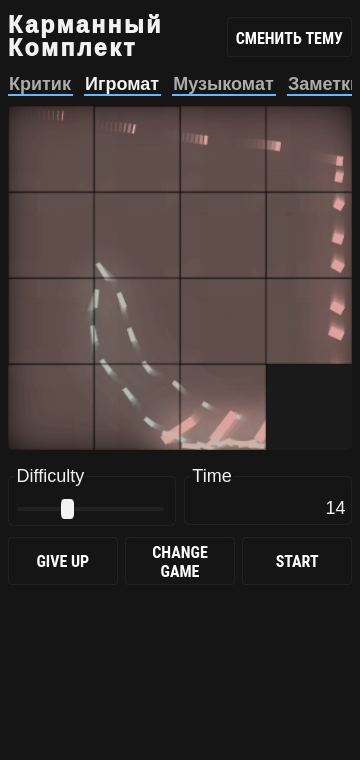 Карманный
Комплект
СМЕНИТЬ ТЕМУ
Критик Игромат Музыкомат Заметк
Difficulty
Time
14
GIVE UP
CHANGE
GAME
START